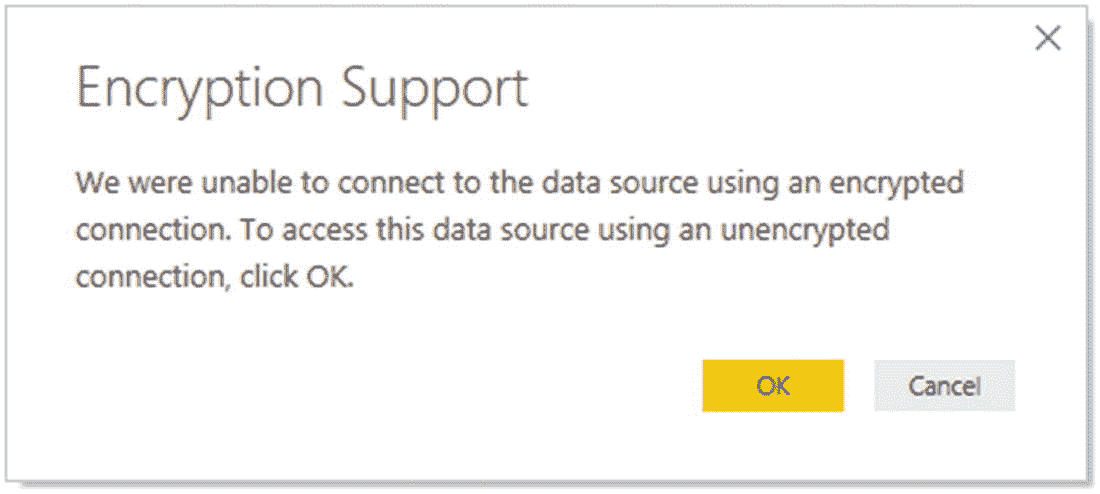 Encryption Support
We were unable to connect to the data source using an encrypted
connection. To access this data source using an unencrypted
connection, click OK.
OK
Cancel